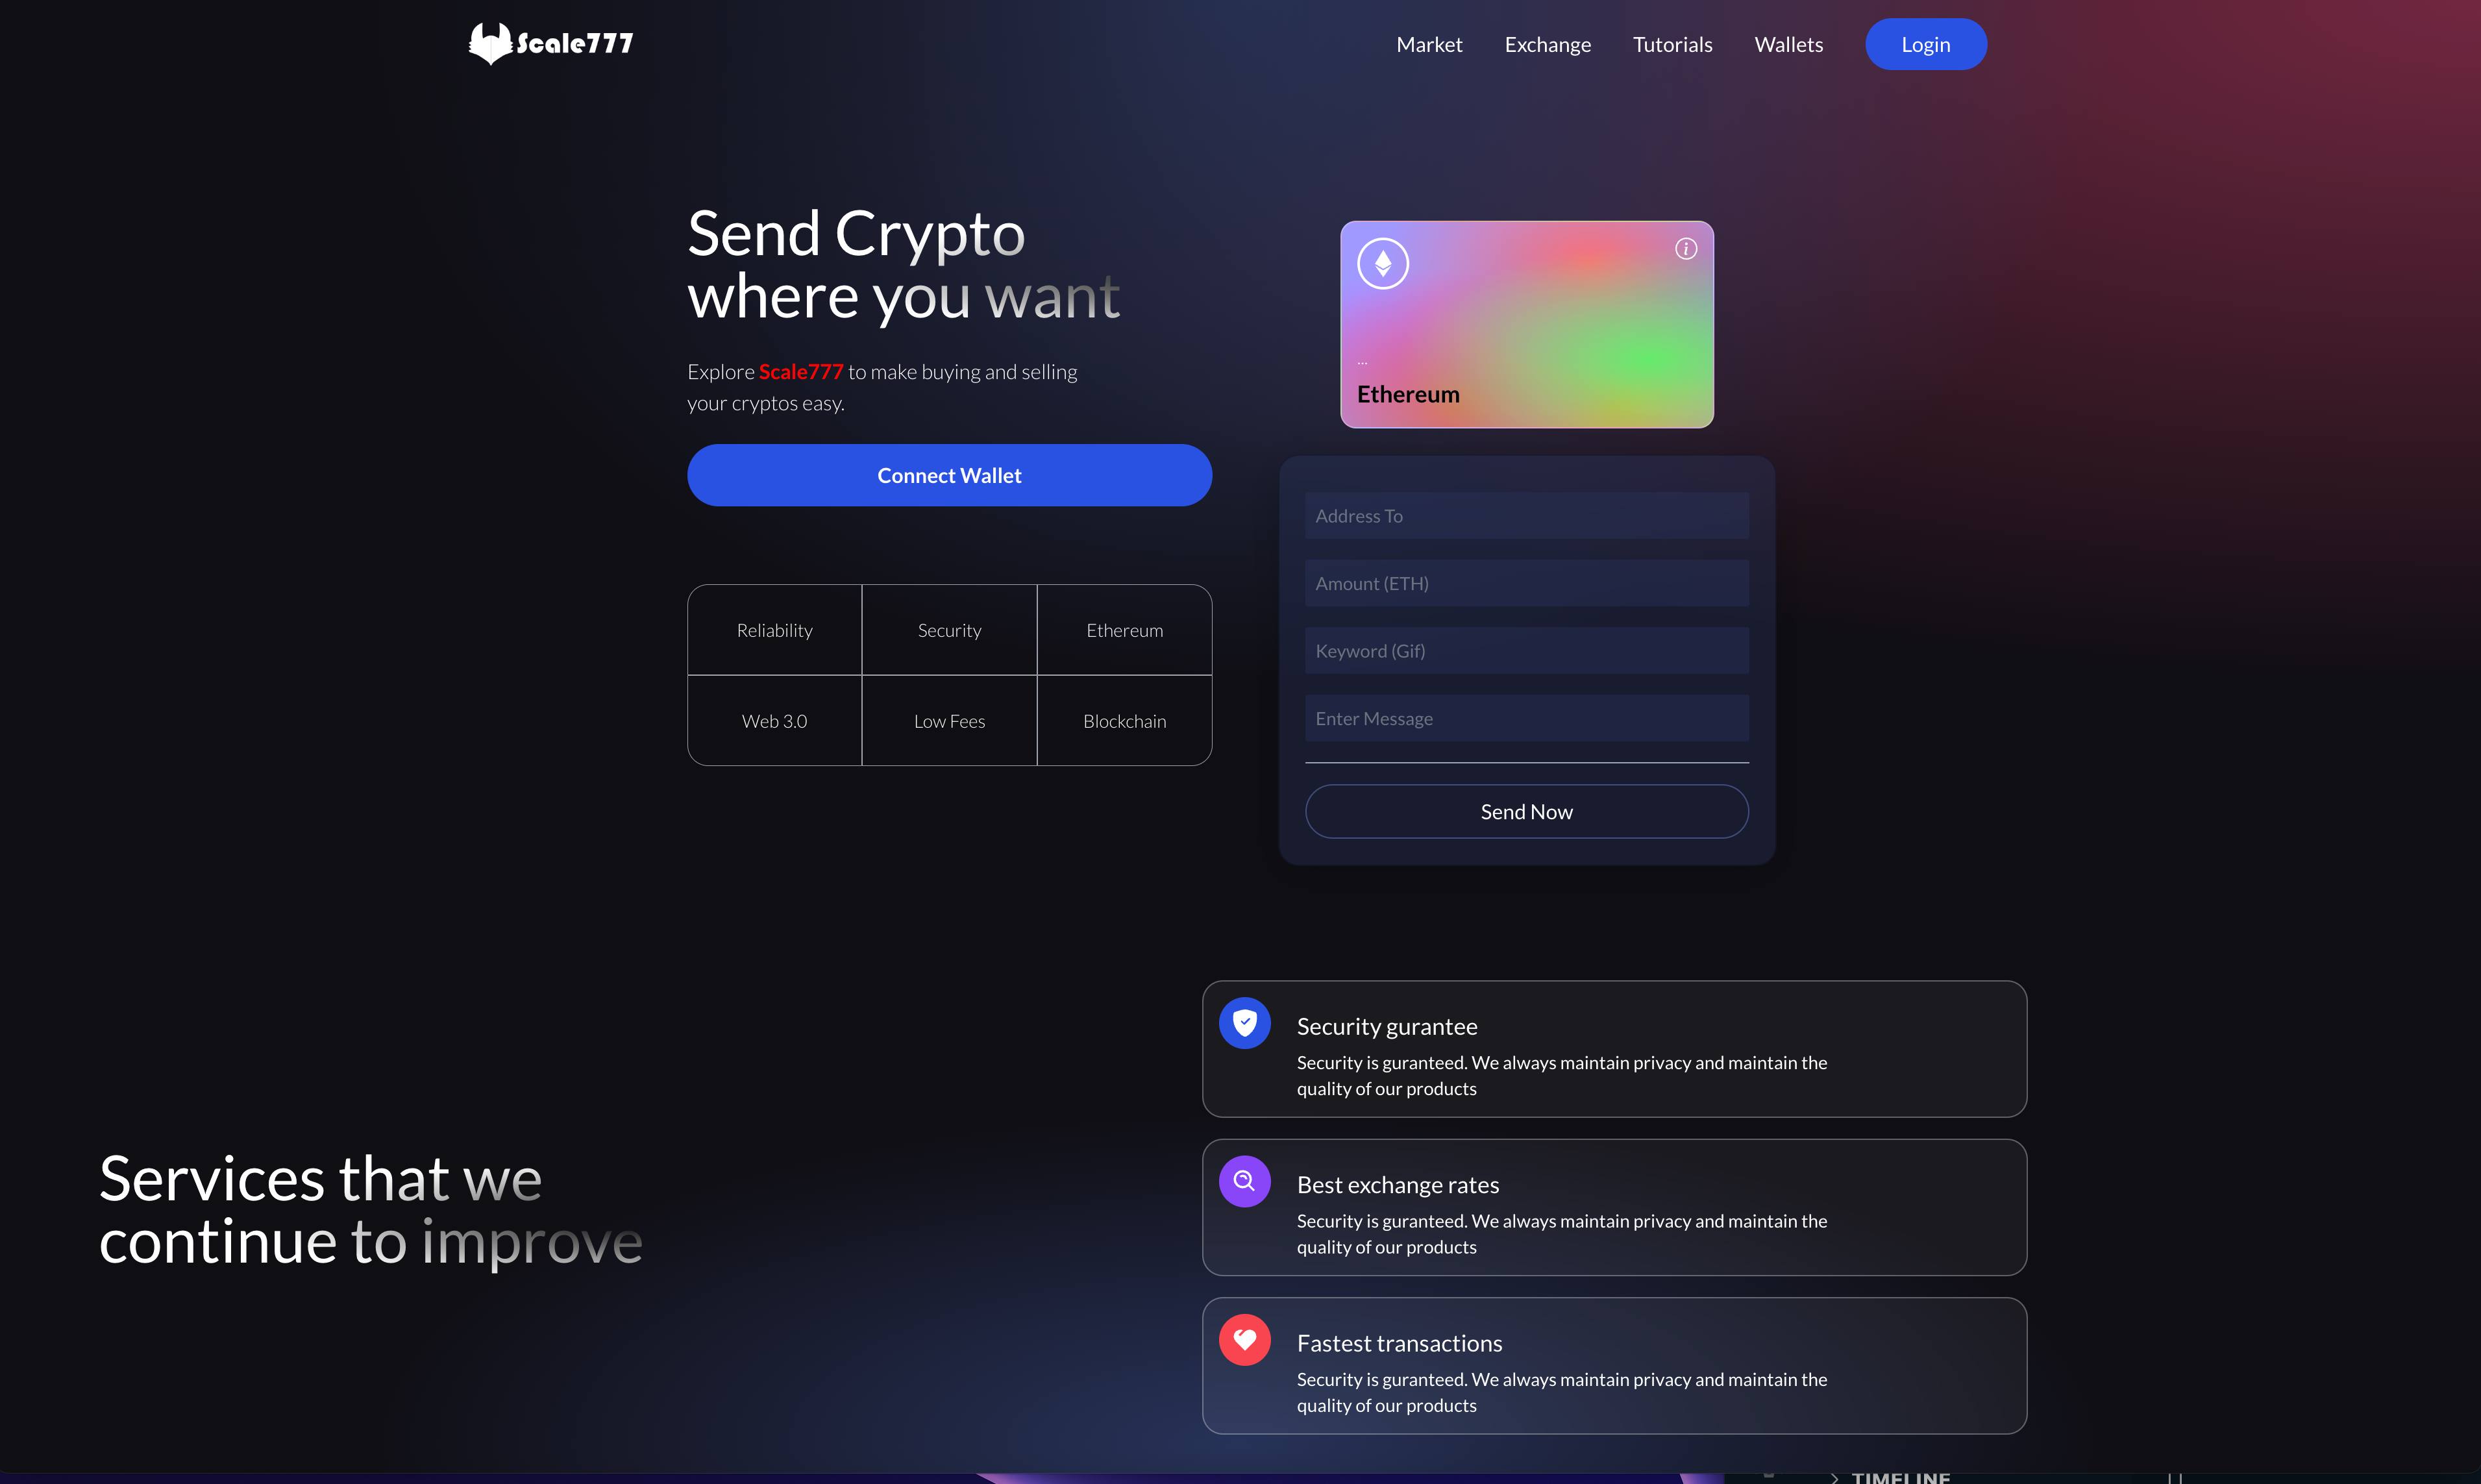 Scale777
Market
Exchange
Tutorials
Wallets
Login
Send Crypto
where you want
Explore Scale777 to make buying and selling
your cryptos easy.
Connect Wallet
Reliability
Security
Ethereum
Web 3.0
Low Fees
Blockchain
...
Ethereum
Address To
Amount (ETH)
Keyword (Gif)
Enter Message
Send Now
Services that we
continue to improve
Security gurantee
Security is guranteed. We always maintain privacy and maintain the
quality of our products
Best exchange rates
Security is guranteed. We always maintain privacy and maintain the
quality of our products
Fastest transactions
Security is guranteed. We always maintain privacy and maintain the
quality of our products
TIMELINE